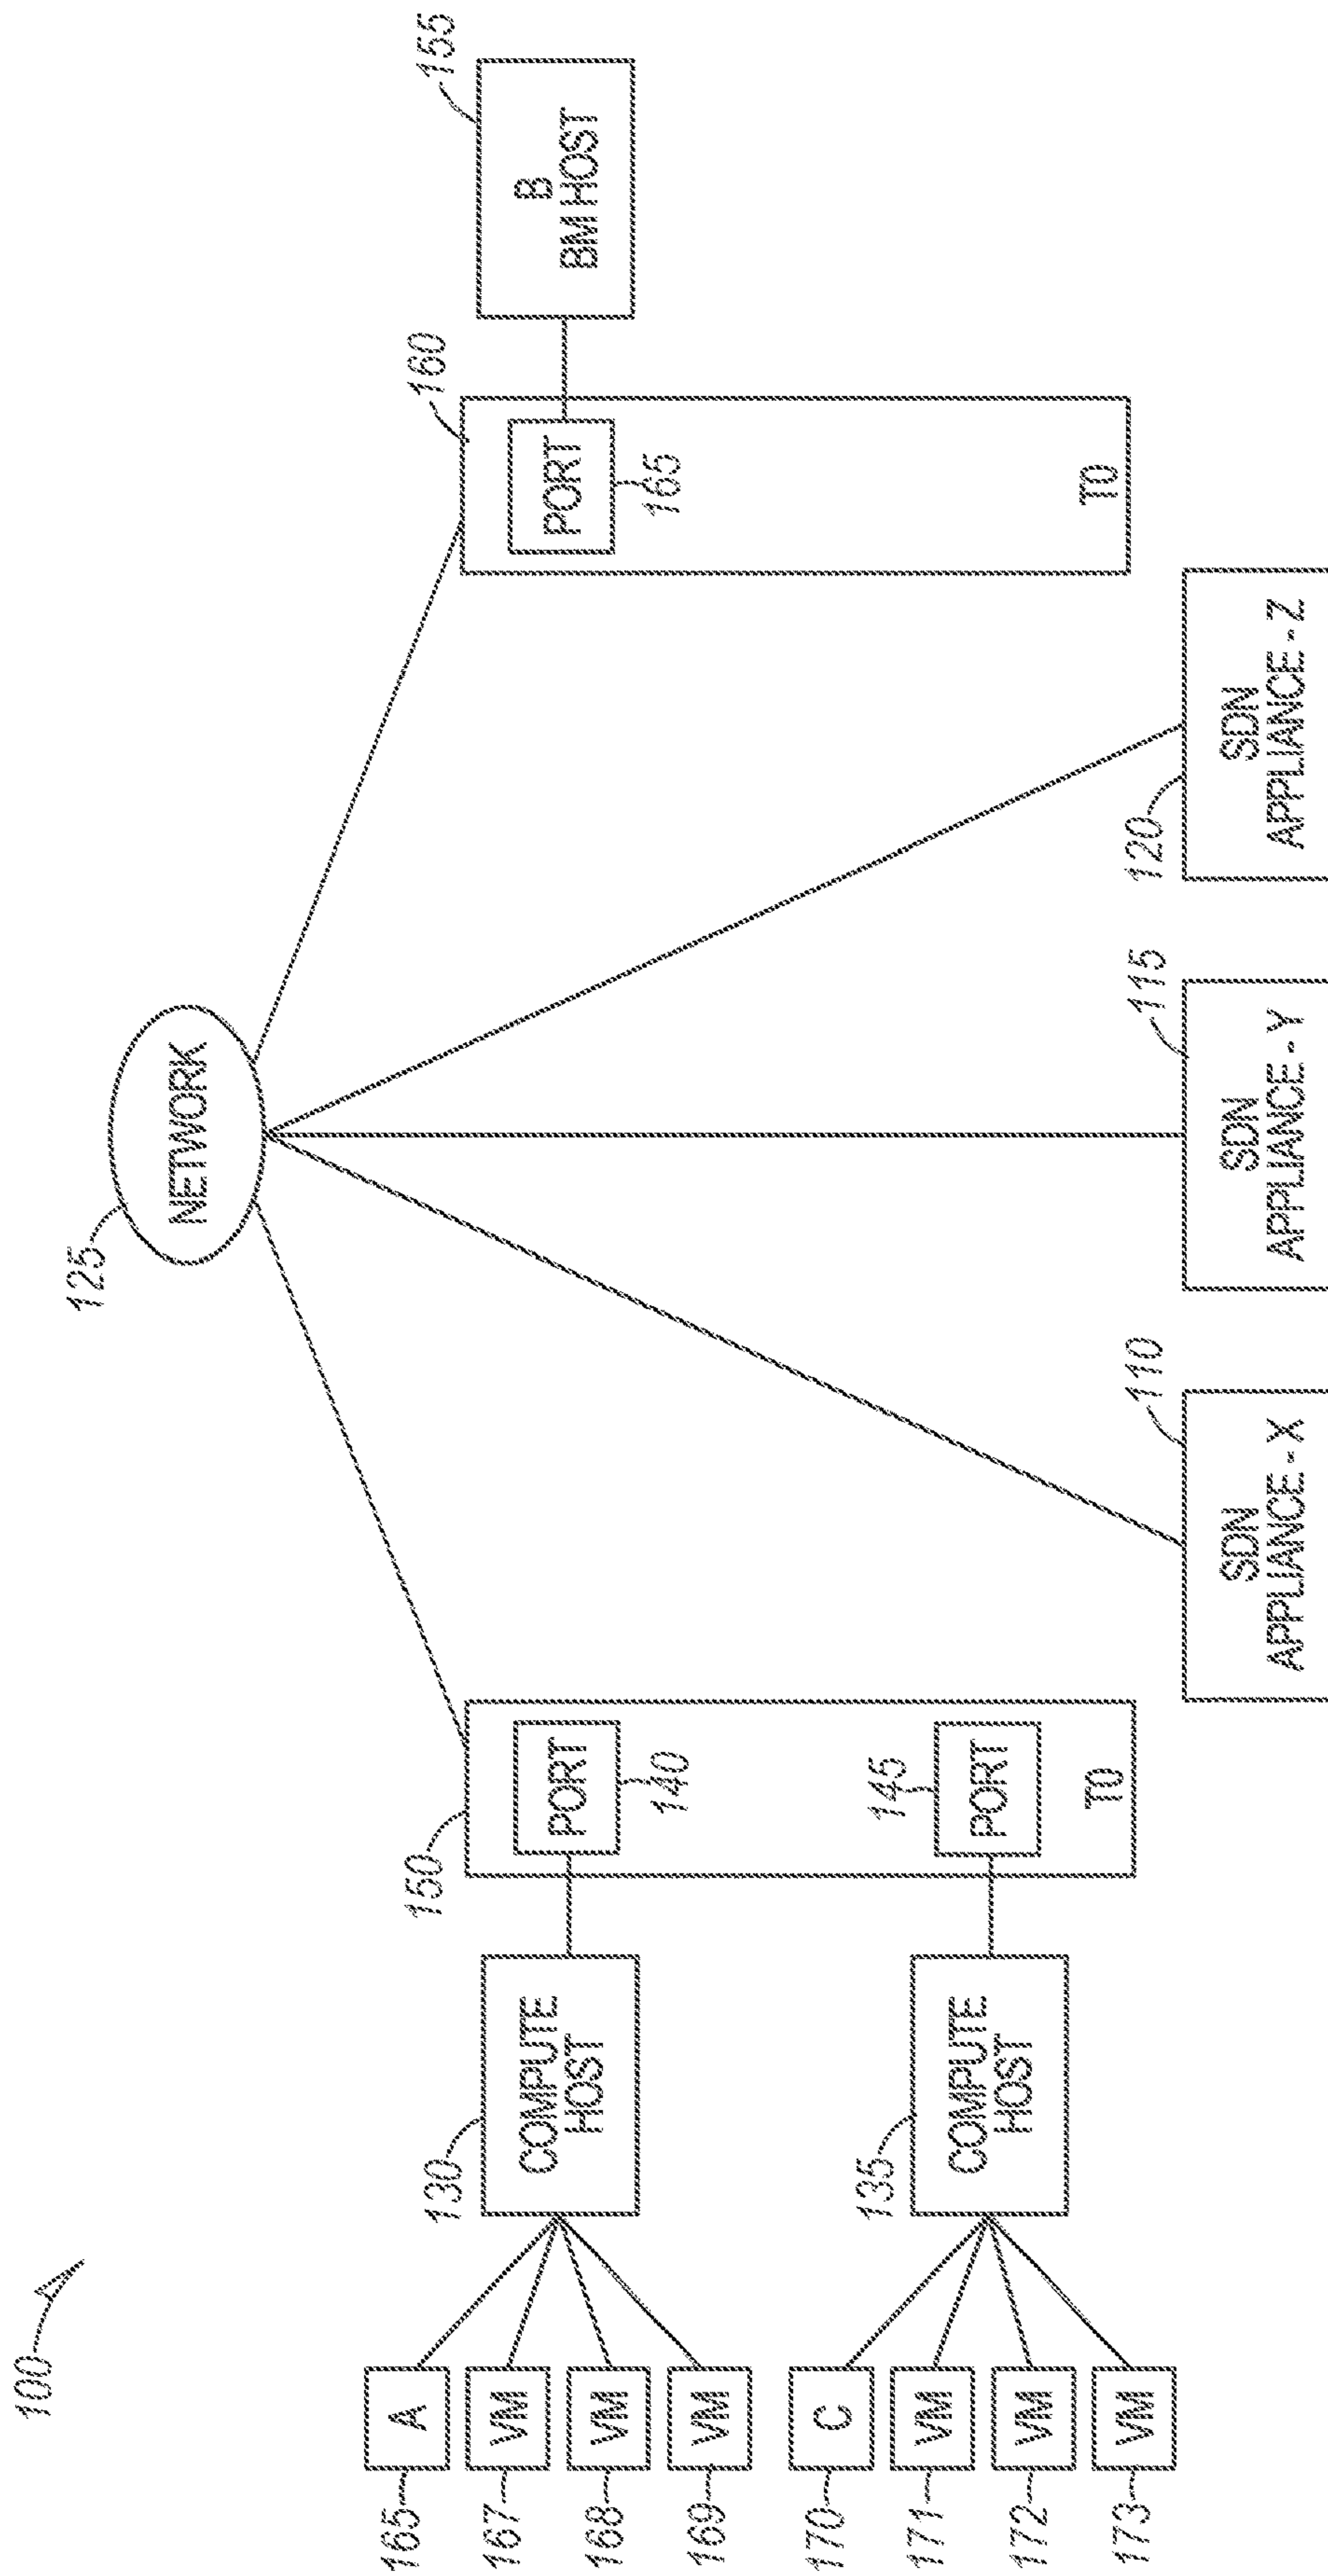 100
125
NETWORK
165
A
167
VM
168
VM
169
VM
130
COMPUTE
HOST
150
PORT
140
160
PORT
165
155
B
BM HOST
170
C
171
VM
172
VM
173
VM
135
COMPUTE
HOST
145
PORT
T0
T0
110
SDN
APPLIANCE - X
115
SDN
APPLIANCE - Y
120
SDN
APPLIANCE - Z